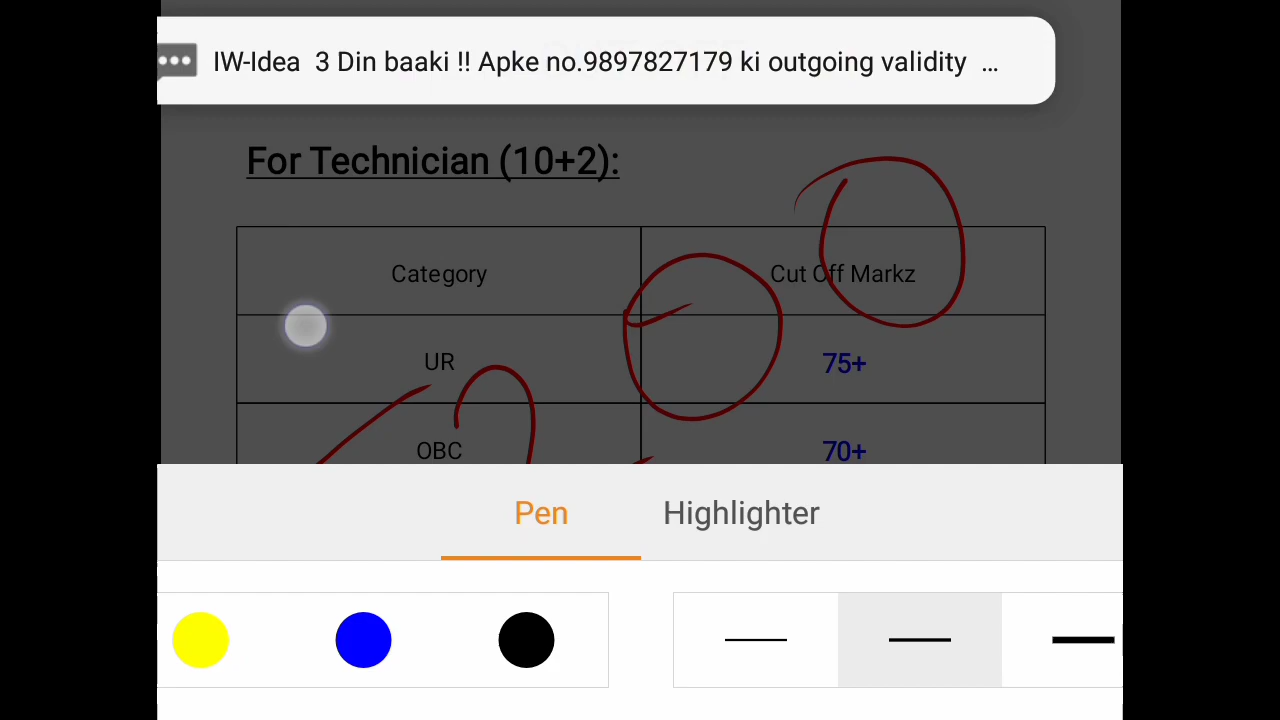 IW-Idea 3 Din baaki !! Apke no.9897827179 ki outgoing validity ...
For Technician (10+2):
Category Cut Off Markz
UR 75+
OBC 70+
Pen Highlighter